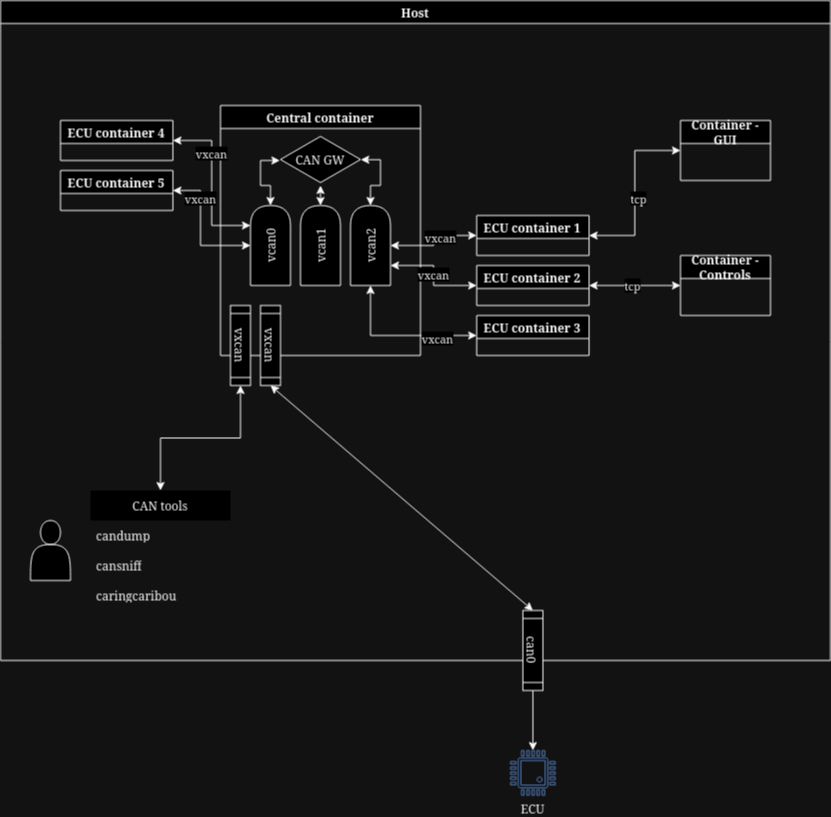 Host
Central container
ECU container 4
vxcan
ECU container 5
vxcan
CAN GW
vcan0
vcan1
vcan2
vxcan
ECU container 1
vxcan
ECU container 2
vxcan
ECU container 3
tcp
Container -
GUI
tcp
Container -
Controls
vxcan
vxcan
CAN tools
candump
cansniff
caringcaribou
can0
ECU